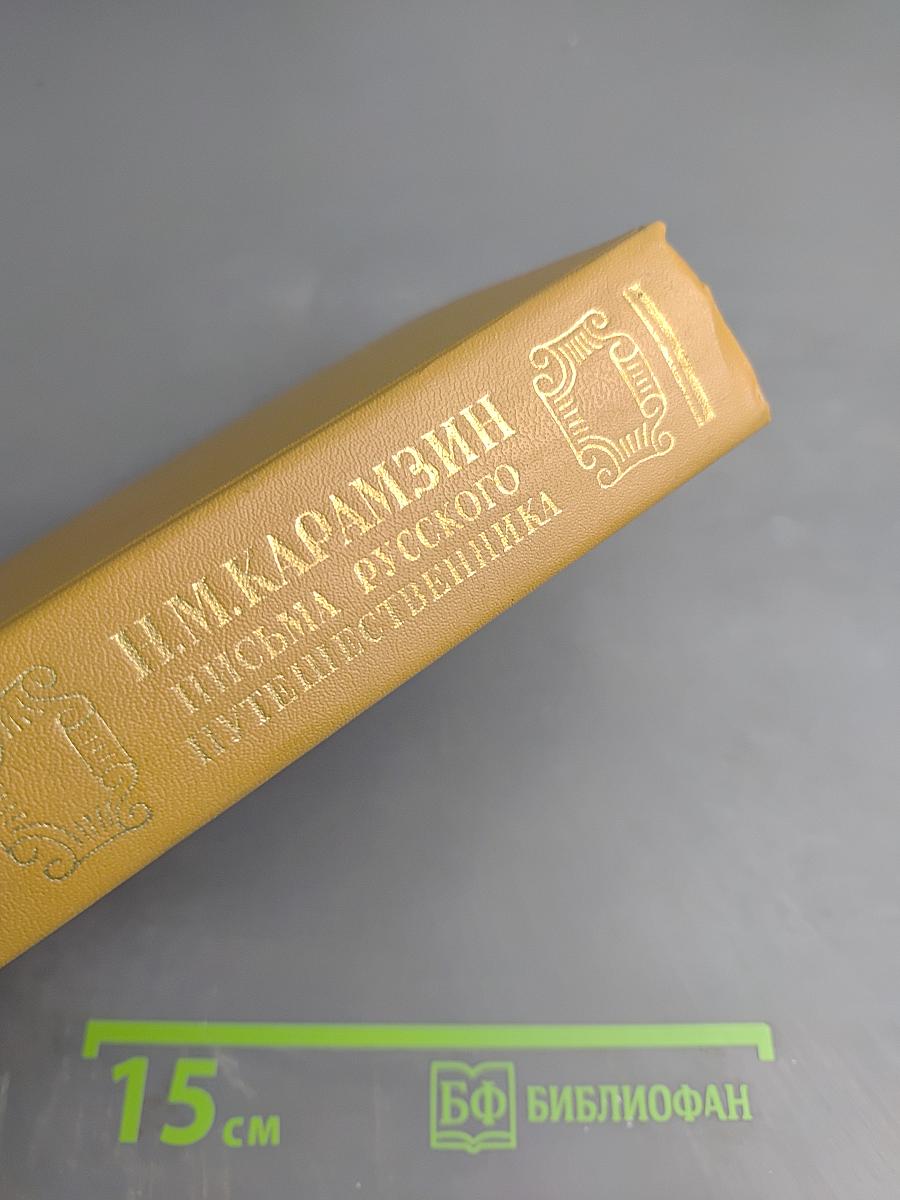 Н.М.КАРАМЗИН
ПИСЬМА РУССКОГО
ПУТЕШЕСТВЕННИКА
15 см
БФ БИБЛИОФАН